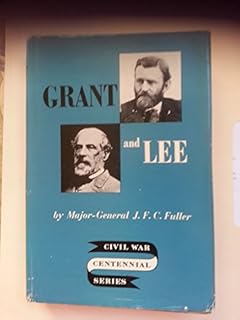 GRANT
and
LEE
by Major-General J. F. C. Fuller
CIVIL WAR
CENTENNIAL
SERIES